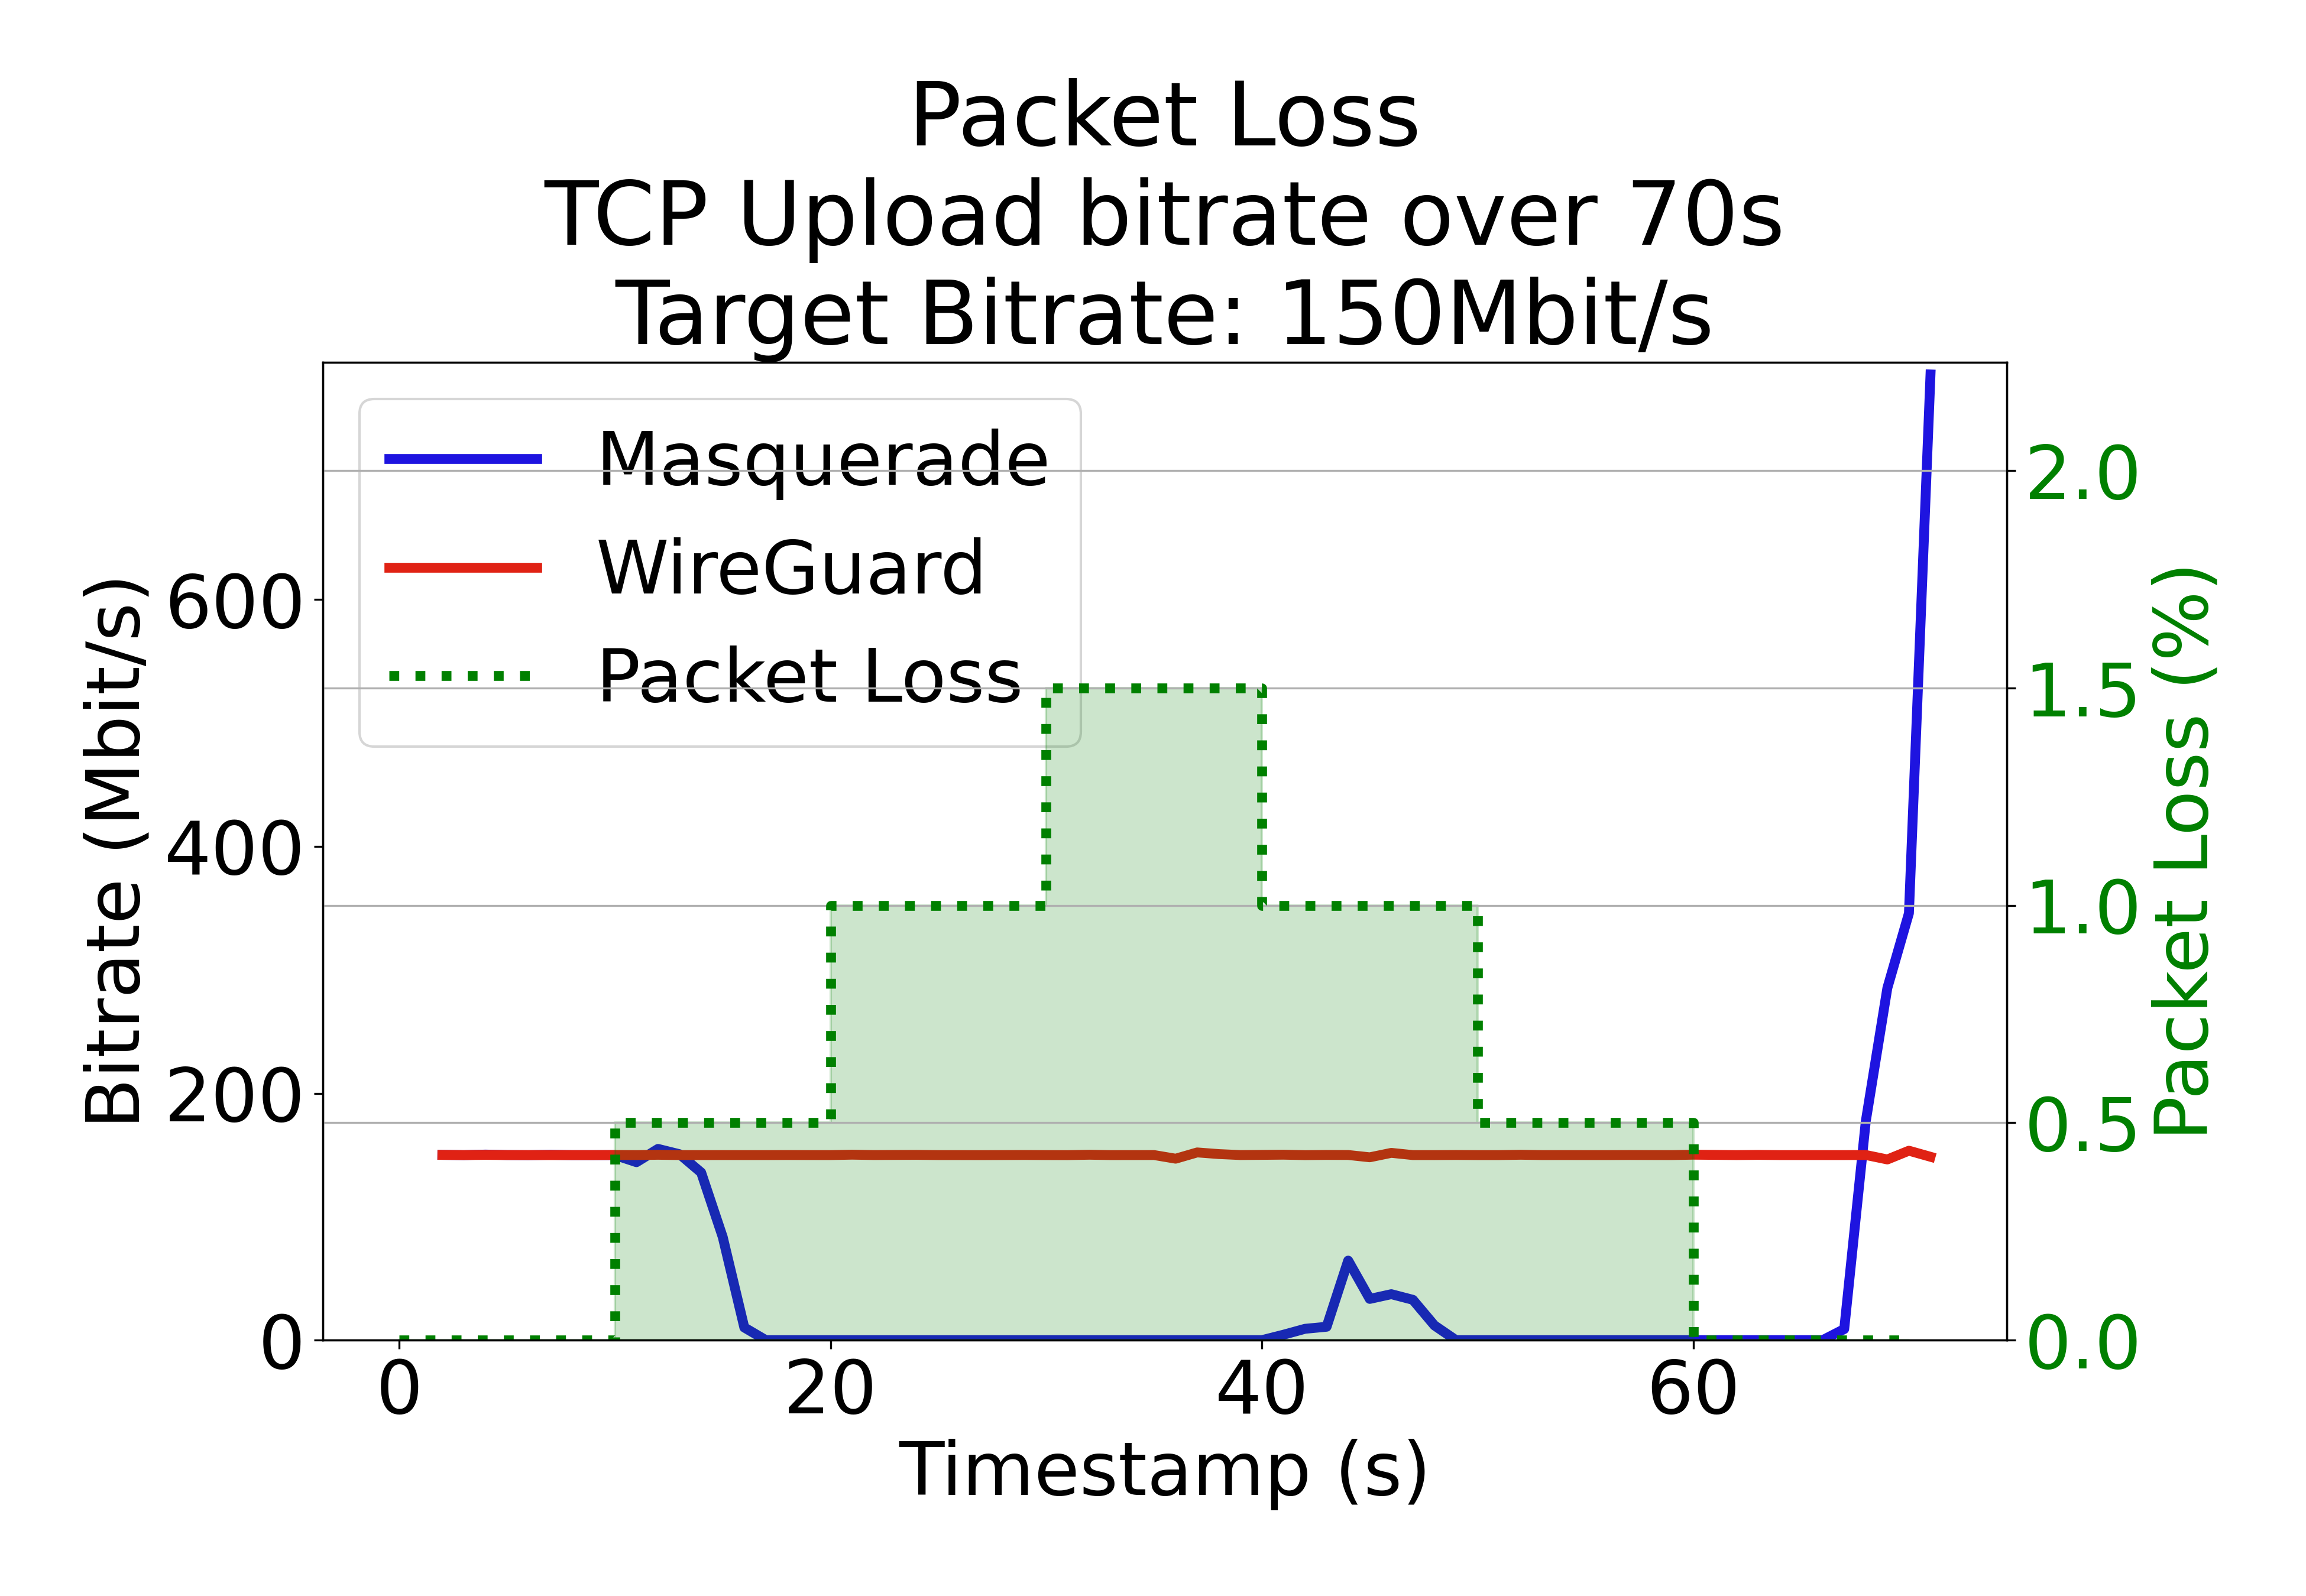 Packet Loss
TCP Upload bitrate over 70s
Target Bitrate: 150Mbit/s
Masquerade
WireGuard
Packet Loss
Bitrate (Mbit/s)
600
400
200
0
2.0
1.5
1.0
0.5
0.0
Packet Loss (%)
0 20 40 60
Timestamp (s)